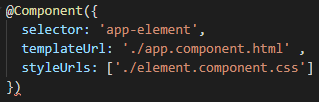 @Component({
  selector: 'app-element',
  templateUrl: './app.component.html' ,
  styleUrls: ['./element.component.css']
})